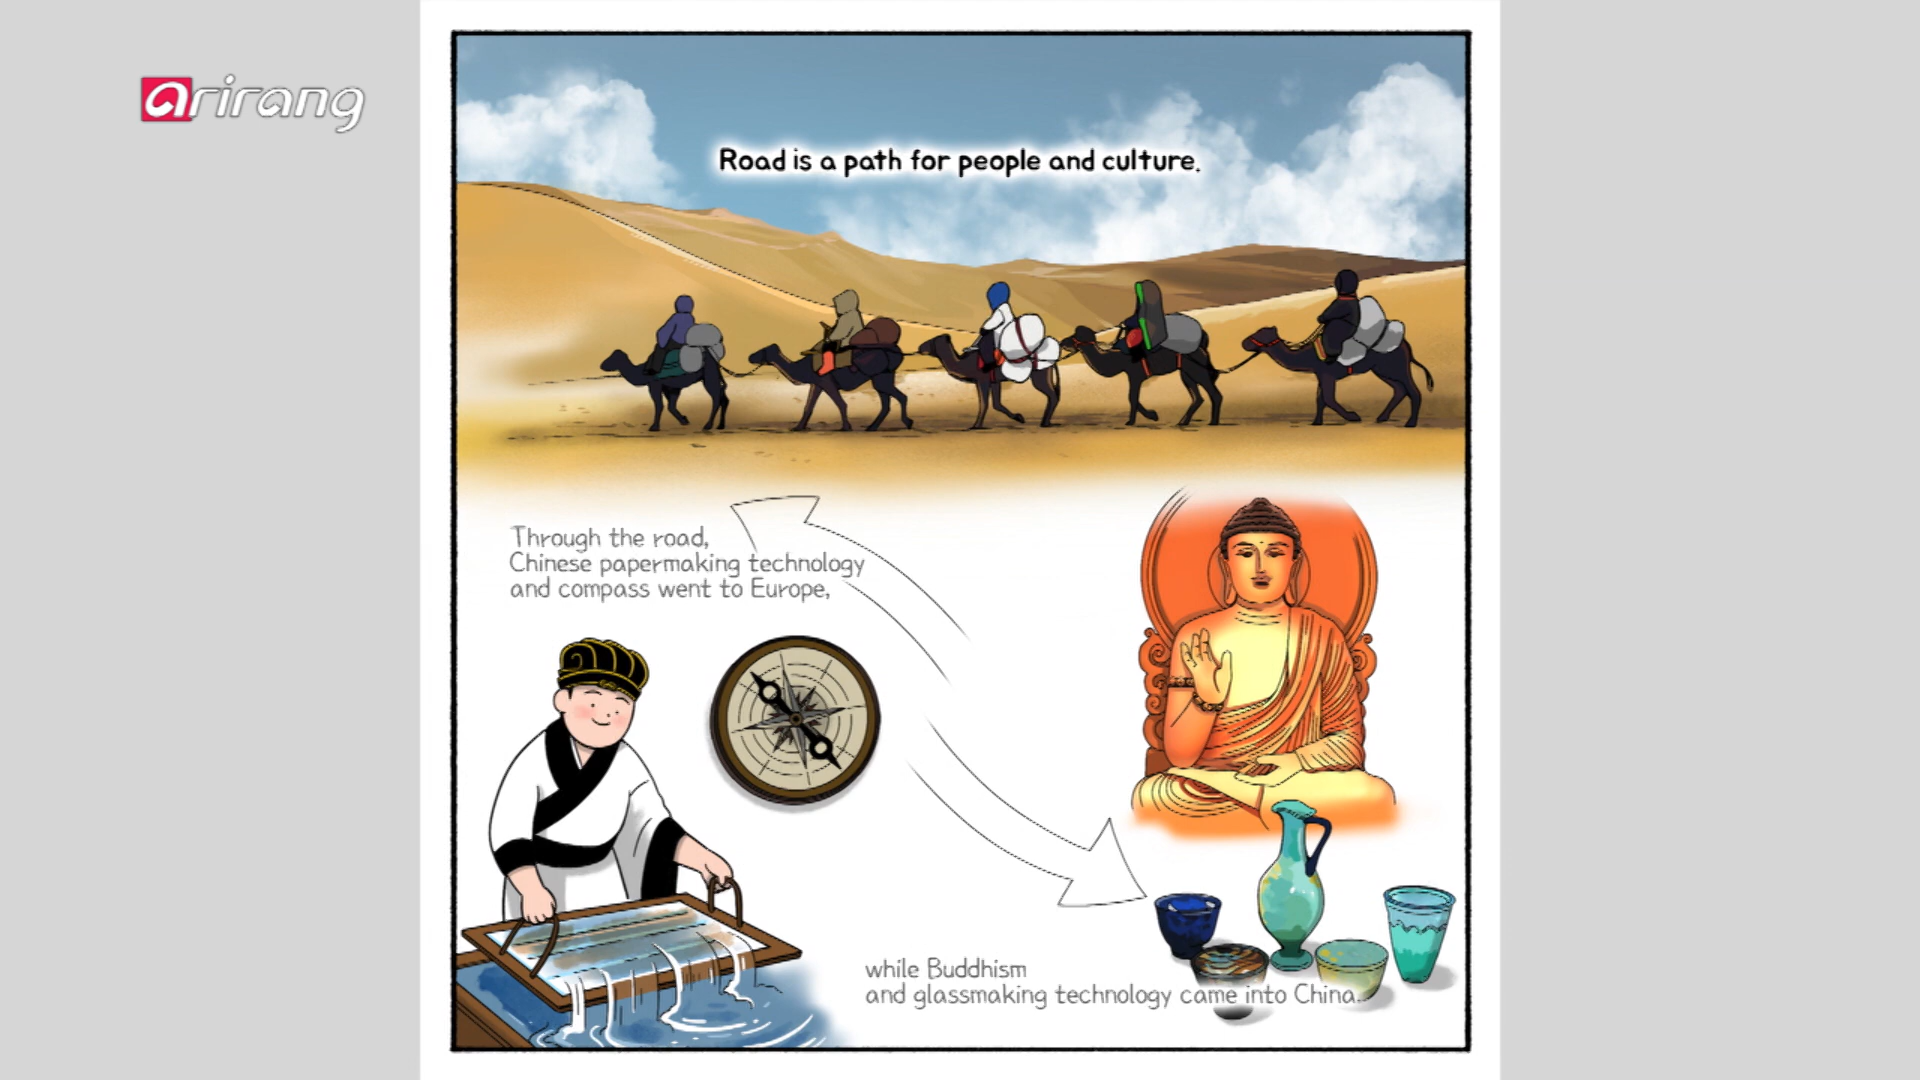 arirang
Road is a path for people and culture.
Through the road,
Chinese papermaking technology
and compass went to Europe,
while Buddhism
and glassmaking technology came into China.